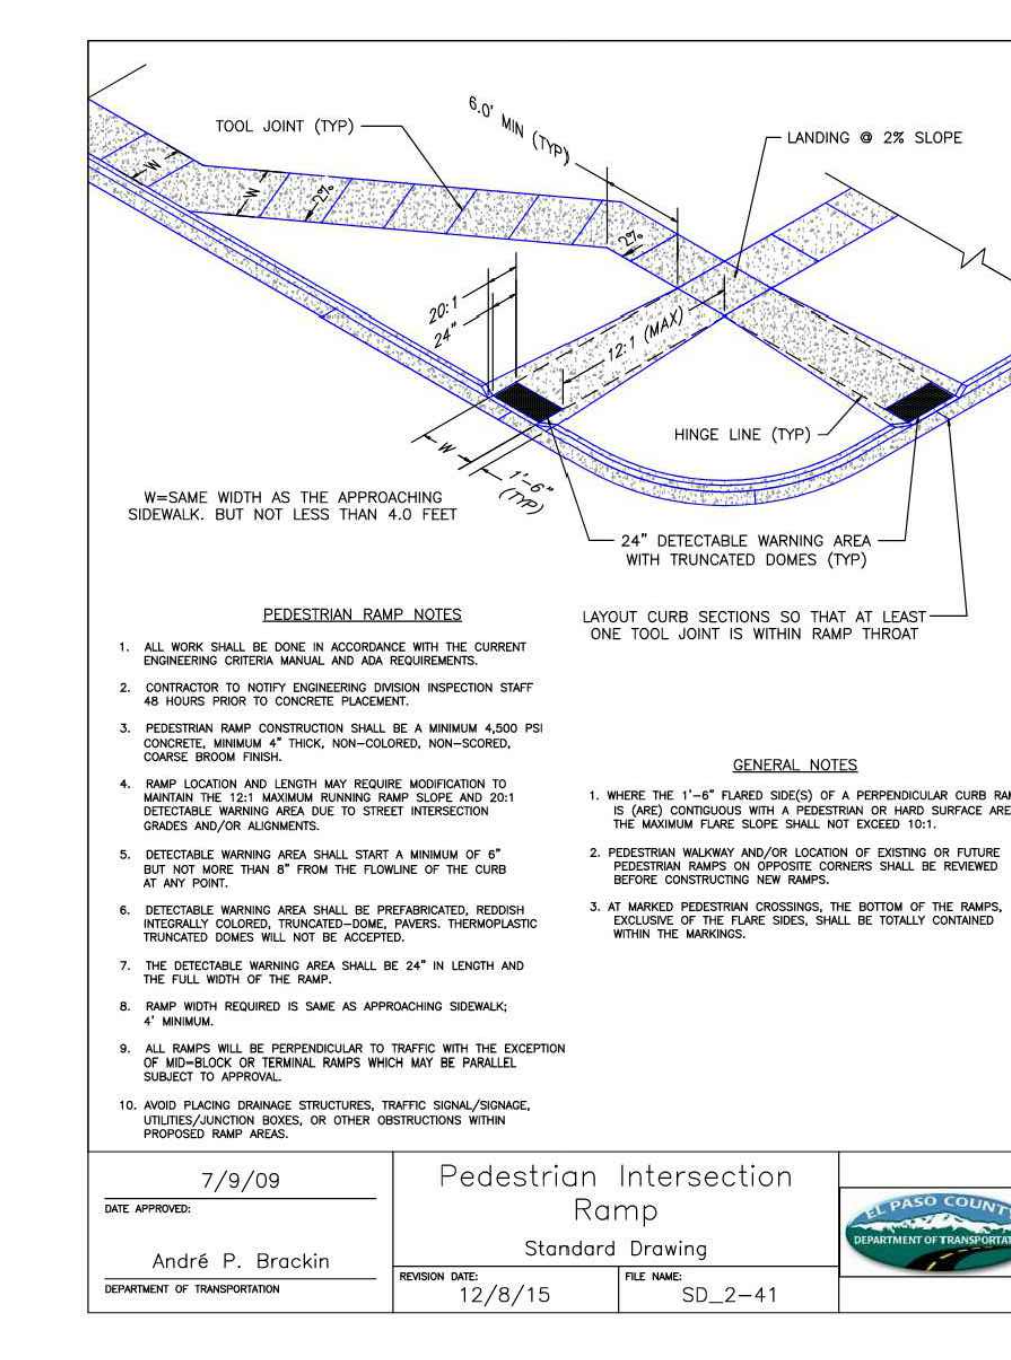 TOOL JOINT (TYP)
6.0' MIN (TYP)
LANDING @ 2% SLOPE
W
W
2%
2%
20:1
24"
12:1 (MAX)
HINGE LINE (TYP)
W
1'-6"
(TYP)
W=SAME WIDTH AS THE APPROACHING
SIDEWALK. BUT NOT LESS THAN 4.0 FEET
24" DETECTABLE WARNING AREA
WITH TRUNCATED DOMES (TYP)
LAYOUT CURB SECTIONS SO THAT AT LEAST
ONE TOOL JOINT IS WITHIN RAMP THROAT
PEDESTRIAN RAMP NOTES
1. ALL WORK SHALL BE DONE IN ACCORDANCE WITH THE CURRENT
ENGINEERING CRITERIA MANUAL AND ADA REQUIREMENTS.
2. CONTRACTOR TO NOTIFY ENGINEERING DIVISION INSPECTION STAFF
48 HOURS PRIOR TO CONCRETE PLACEMENT.
3. PEDESTRIAN RAMP CONSTRUCTION SHALL BE A MINIMUM 4,500 PSI
CONCRETE, MINIMUM 4" THICK, NON-COLORED, NON-SCORED,
COARSE BROOM FINISH.
4. RAMP LOCATION AND LENGTH MAY REQUIRE MODIFICATION TO
MAINTAIN THE 12:1 MAXIMUM RUNNING RAMP SLOPE AND 20:1
DETECTABLE WARNING AREA DUE TO STREET INTERSECTION
GRADES AND/OR ALIGNMENTS.
5. DETECTABLE WARNING AREA SHALL START A MINIMUM OF 6"
BUT NOT MORE THAN 8" FROM THE FLOWLINE OF THE CURB
AT ANY POINT.
6. DETECTABLE WARNING AREA SHALL BE PREFABRICATED, REDDISH
INTEGRALLY COLORED, TRUNCATED-DOME, PAVERS. THERMOPLASTIC
TRUNCATED DOMES WILL NOT BE ACCEPTED.
7. THE DETECTABLE WARNING AREA SHALL BE 24" IN LENGTH AND
THE FULL WIDTH OF THE RAMP.
8. RAMP WIDTH REQUIRED IS SAME AS APPROACHING SIDEWALK;
4' MINIMUM.
9. ALL RAMPS WILL BE PERPENDICULAR TO TRAFFIC WITH THE EXCEPTION
OF MID-BLOCK OR TERMINAL RAMPS WHICH MAY BE PARALLEL
SUBJECT TO APPROVAL.
10. AVOID PLACING DRAINAGE STRUCTURES, TRAFFIC SIGNAL/SIGNAGE,
UTILITIES/JUNCTION BOXES, OR OTHER OBSTRUCTIONS WITHIN
PROPOSED RAMP AREAS.
GENERAL NOTES
1. WHERE THE 1'-6" FLARED SIDE(S) OF A PERPENDICULAR CURB
IS (ARE) CONTIGUOUS WITH A PEDESTRIAN OR HARD SURFACE
THE MAXIMUM FLARE SLOPE SHALL NOT EXCEED 10:1.
2. PEDESTRIAN WALKWAY AND/OR LOCATION OF EXISTING OR FUTURE
PEDESTRIAN RAMPS ON OPPOSITE CORNERS SHALL BE REVIEWED
BEFORE CONSTRUCTING NEW RAMPS.
3. AT MARKED PEDESTRIAN CROSSINGS, THE BOTTOM OF THE RAMPS,
EXCLUSIVE OF THE FLARE SIDES, SHALL BE TOTALLY CONTAINED
WITHIN THE MARKINGS.
7/9/09
DATE APPROVED:
André P. Brackin
DEPARTMENT OF TRANSPORTATION
Pedestrian Intersection
Ramp
Standard Drawing
REVISION DATE:
12/8/15
FILE NAME:
SD_2-41
EL PASO COUNTY
DEPARTMENT OF